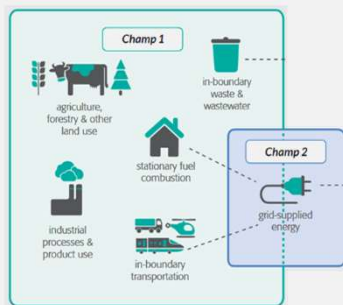 Champ 1
in-boundary
waste &
wastewater
agriculture,
forestry & other
land use
stationary fuel
combustion
Champ 2
grid-supplied
energy
industrial
processes &
product use
in-boundary
transportation